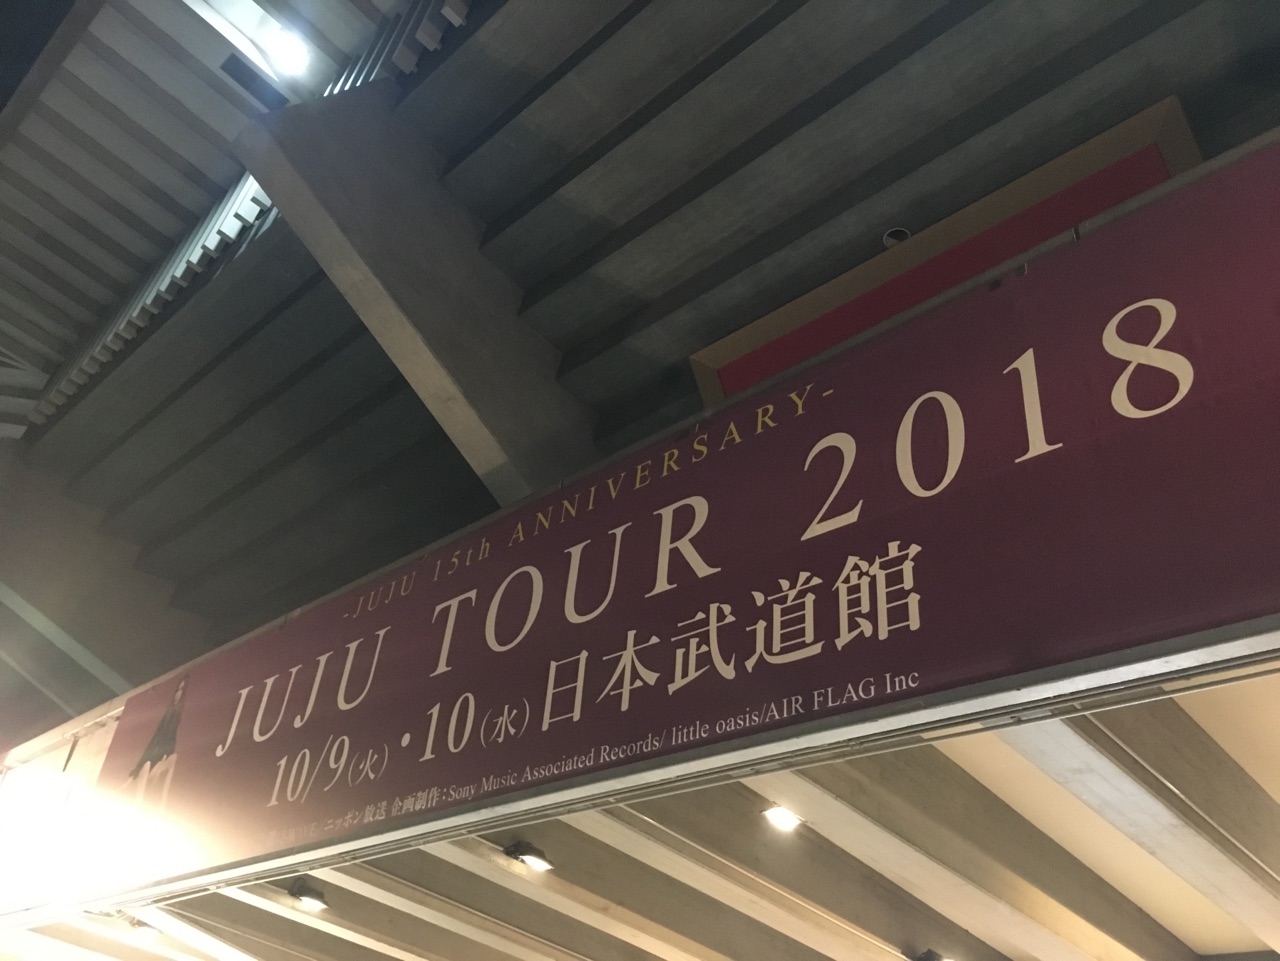 -JUJU 15th ANNIVERSARY-
JUJU TOUR 2018
10/9(火)・10(水)日本武道館
ニッポン放送 企画制作:Sony Music Associated Records/ little oasis/AIR FLAG Inc